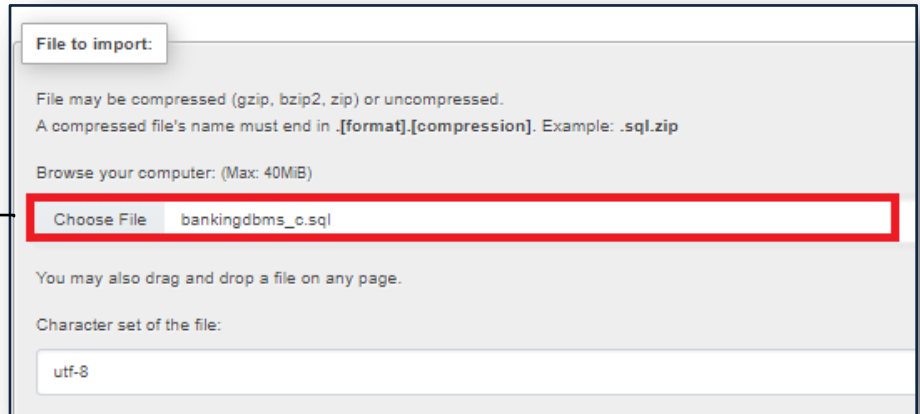 File to import:
File may be compressed (gzip, bzip2, zip) or uncompressed.
A compressed file's name must end in .[format].[compression]. Example: .sql.zip
Browse your computer: (Max: 40MiB)
Choose File bankingdbms_c.sql
You may also drag and drop a file on any page.
Character set of the file:
utf-8